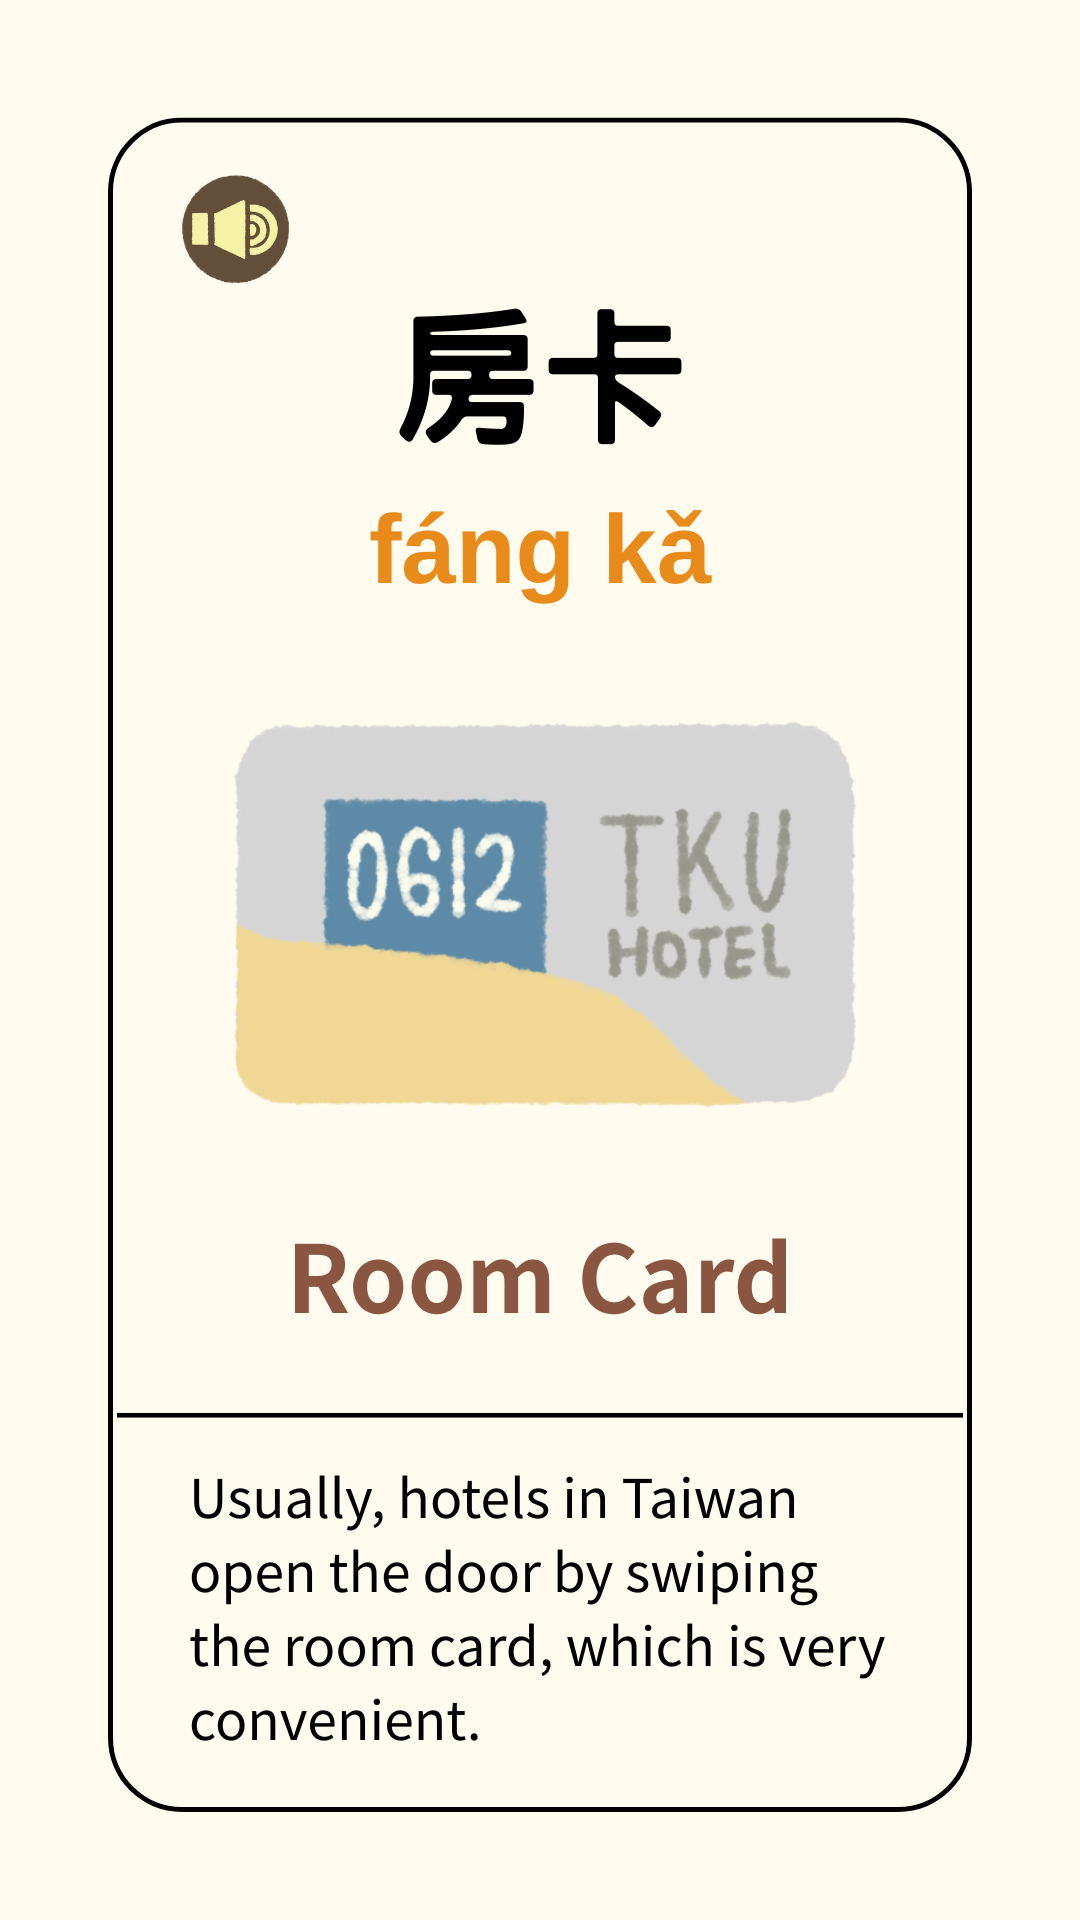 房卡
fáng kǎ
0612
TKU
HOTEL
Room Card
Usually, hotels in Taiwan
open the door by swiping
the room card, which is very
convenient.